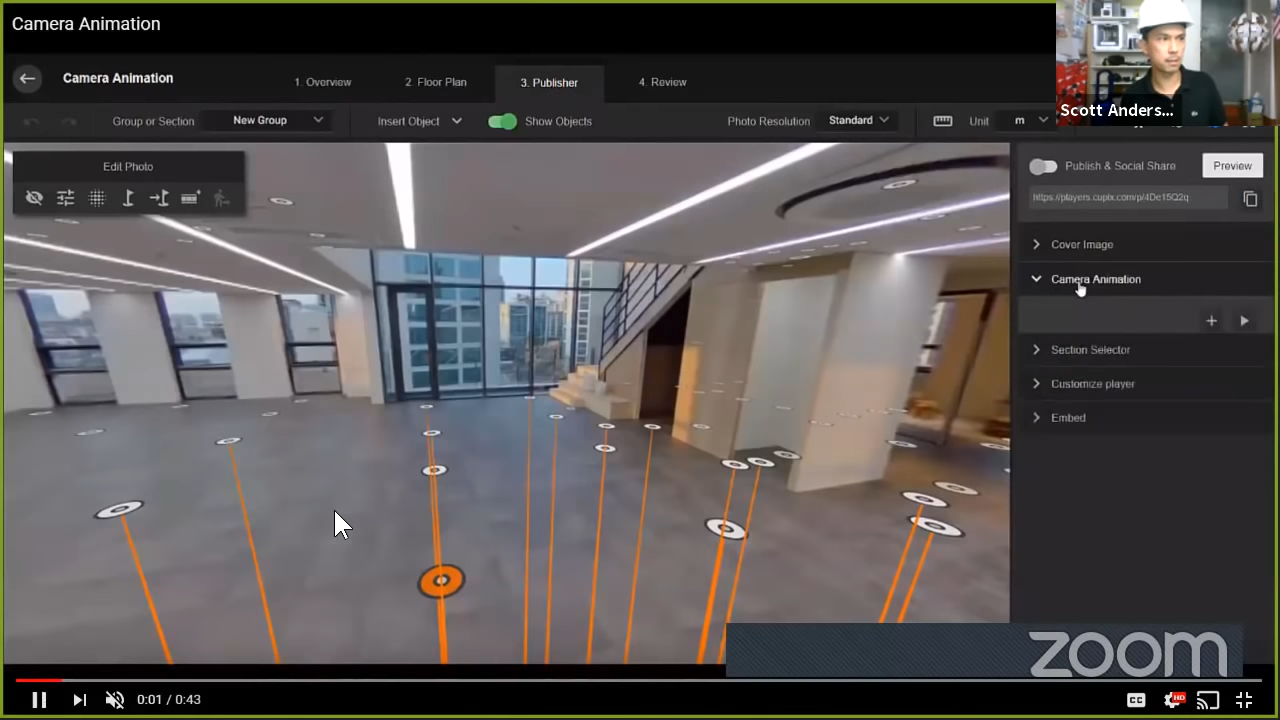 Camera Animation
Scott Anders...
Camera Animation
1. Overview
2. Floor Plan
3. Publisher
4. Review
Group or Section
New Group
Insert Object
Show Objects
Photo Resolution
Standard
Unit
m
Edit Photo
Publish & Social Share
Preview
https://players.cupix.com/p/4De15Q2q
Cover Image
Camera Animation
Section Selector
Customize player
Embed
zoom
0:01 / 0:43
CC
HD